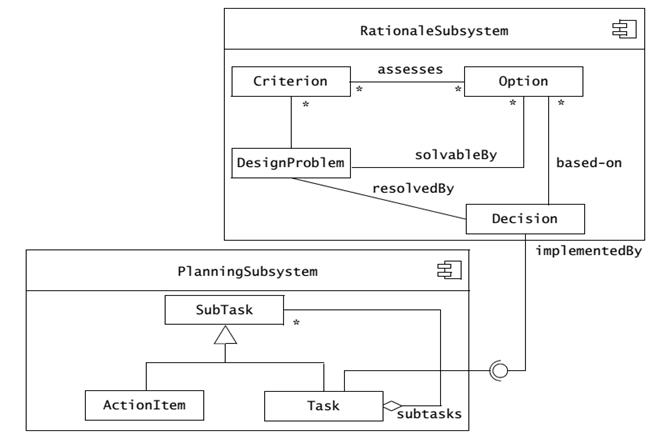 RationaleSubsystem
assesses
Criterion
Option
*
*
*
*
*
DesignProblem
solvableBy
based-on
resolvedBy
Decision
implementedBy
PlanningSubsystem
SubTask
*
ActionItem
Task
subtasks